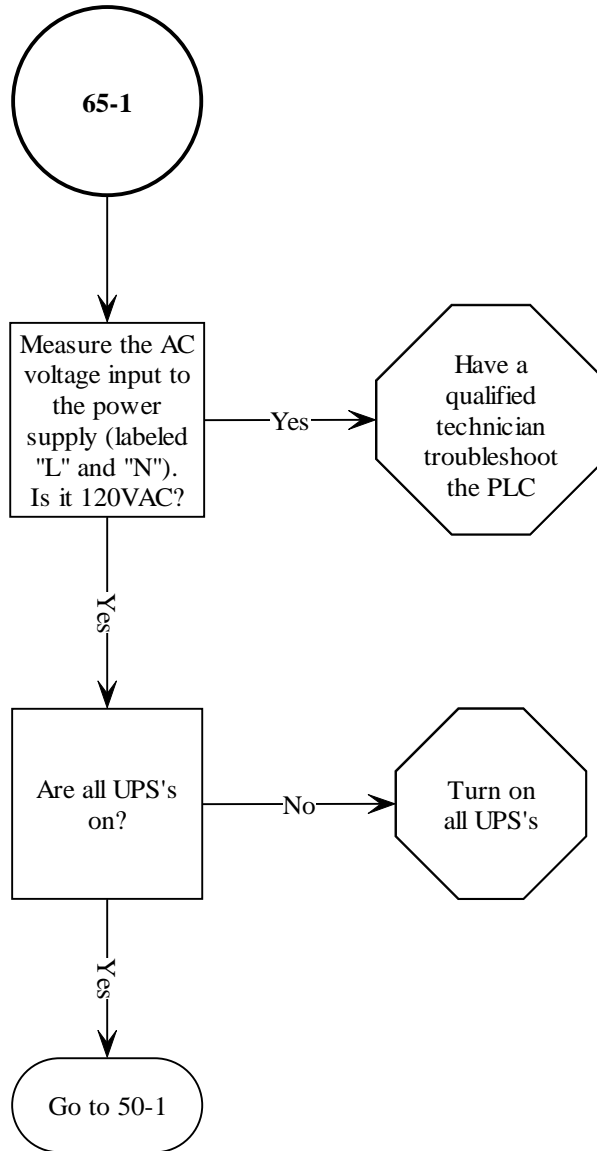 65-1
Measure the AC
voltage input to
the power
supply (labeled
"L" and "N").
Is it 120VAC?
Yes
Have a
qualified
technician
troubleshoot
the PLC
Yes
Are all UPS's
on?
No
Turn on
all UPS's
Yes
Go to 50-1